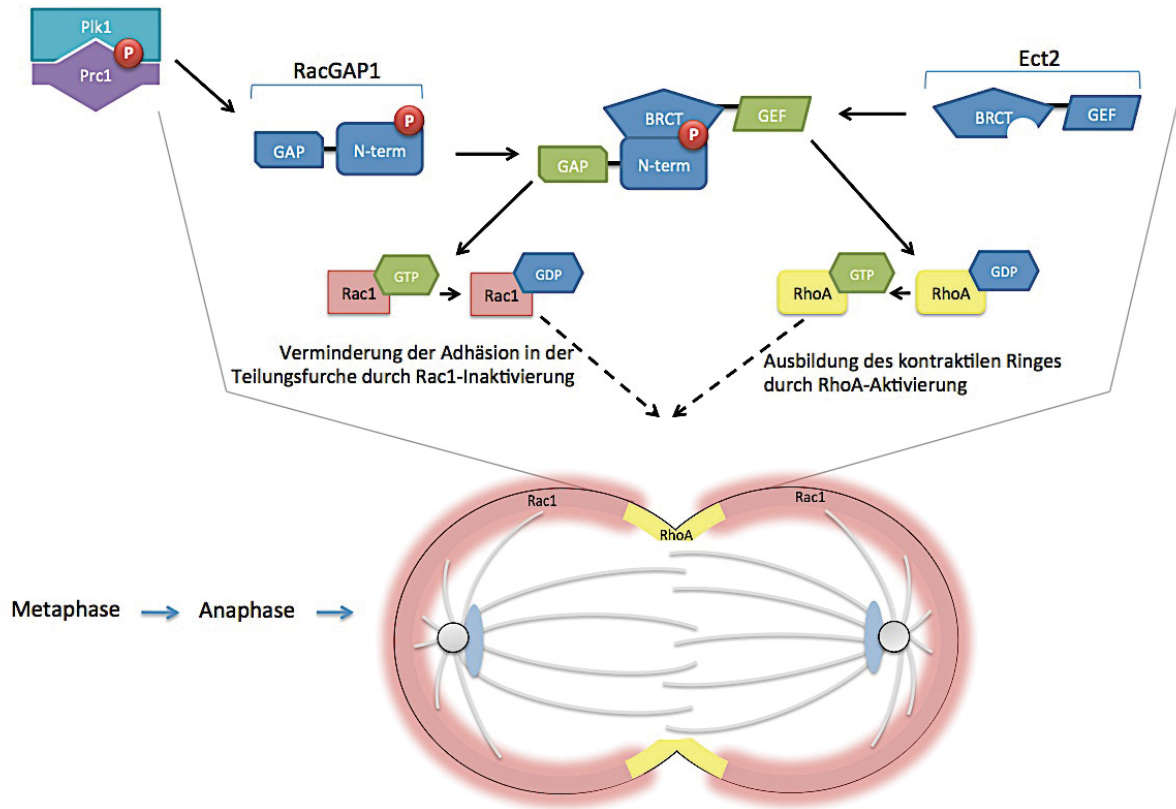 Plk1
P
Prc1
RacGAP1
P
GAP
N-term
BRCT
GEF
P
GAP
N-term
Ect2
BRCT
GEF
GTP
GDP
Rac1
Rac1
GTP
GDP
RhoA
RhoA
Verminderung der Adhäsion in der
Teilungsfurche durch Rac1-Inaktivierung
Ausbildung des kontraktilen Ringes
durch RhoA-Aktivierung
Rac1
Rac1
RhoA
Metaphase
Anaphase